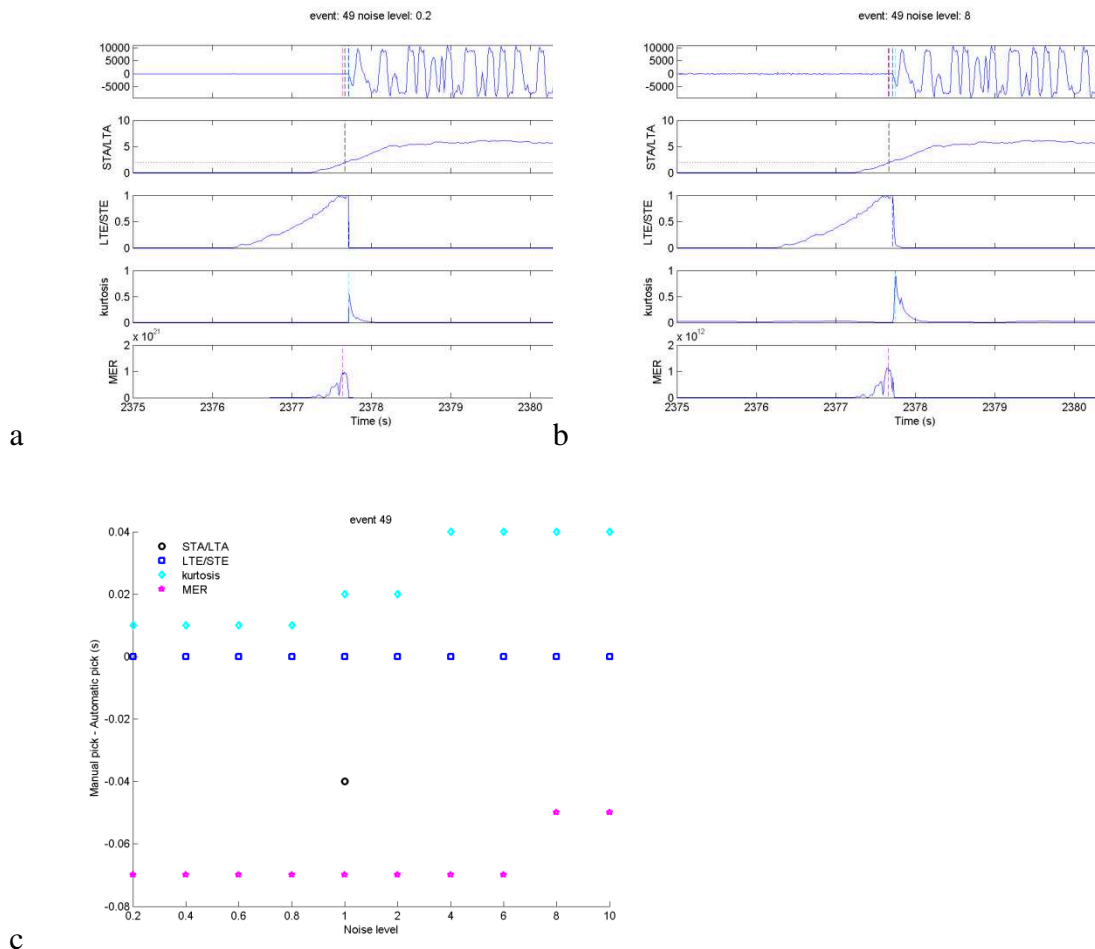 event: 49 noise level: 0.2
10000
0
-5000
STA/LTA
10
5
0
LTE/STE
1
0.5
0
kurtosis
1
0.5
0
x 10^21
MER
2
1
0
2375 2376 2377 2378 2379 2380
Time (s)
a
event: 49 noise level: 8
10000
0
-5000
STA/LTA
10
5
0
LTE/STE
1
0.5
0
kurtosis
1
0.5
0
x 10^12
MER
2
1
0
2375 2376 2377 2378 2379 2380
Time (s)
b
event 49
STA/LTA
LTE/STE
kurtosis
MER
Manual pick - Automatic pick (s)
0.04
0.02
0
-0.02
-0.04
-0.06
-0.08
0.2 0.4 0.6 0.8 1 2 4 6 8 10
Noise level
c